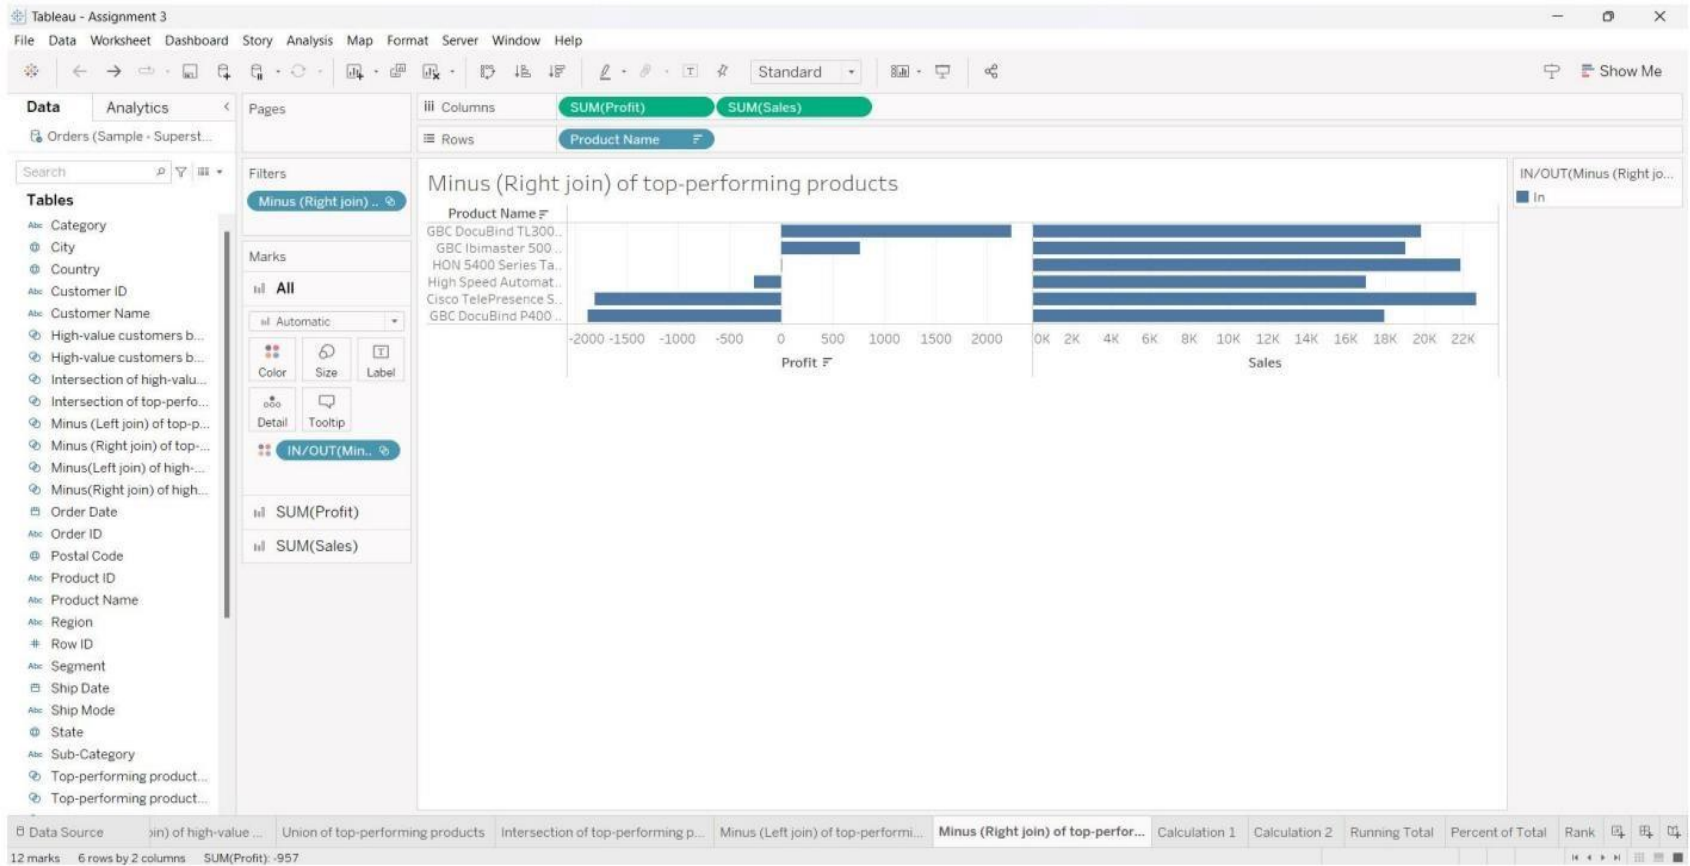 Tableau - Assignment 3
File Data Worksheet Dashboard Story Analysis Map Format Server Window Help
Standard
Show Me
Data Analytics
Orders (Sample - Superst...
Search
Tables
Abc Category
City
Country
Abc Customer ID
Abc Customer Name
High-value customers b...
High-value customers b...
Intersection of high-valu...
Intersection of top-perfo...
Minus (Left join) of top-p...
Minus (Right join) of top-...
Minus(Left join) of high-...
Minus(Right join) of high...
Order Date
Abc Order ID
Postal Code
Abc Product ID
Abc Product Name
Abc Region
# Row ID
Abc Segment
Ship Date
Abc Ship Mode
State
Abc Sub-Category
Top-performing product...
Top-performing product...
Pages
Filters
Minus (Right join) ..
Marks
All
Automatic
Color Size Label
Detail Tooltip
IN/OUT(Min..
SUM(Profit)
SUM(Sales)
Columns SUM(Profit) SUM(Sales)
Rows Product Name
Minus (Right join) of top-performing products
Product Name
GBC DocuBind TL300..
GBC Ibimaster 500 ..
HON 5400 Series Ta..
High Speed Automat..
Cisco TelePresence S..
GBC DocuBind P400 ..
-2000 -1500 -1000 -500 0 500 1000 1500 2000 0K 2K 4K 6K 8K 10K 12K 14K 16K 18K 20K 22K
Profit Sales
IN/OUT(Minus (Right jo...
In
Data Source oin) of high-value ... Union of top-performing products Intersection of top-performing p... Minus (Left join) of top-performi... Minus (Right join) of top-perfor... Calculation 1 Calculation 2 Running Total Percent of Total Rank
12 marks 6 rows by 2 columns SUM(Profit): -957